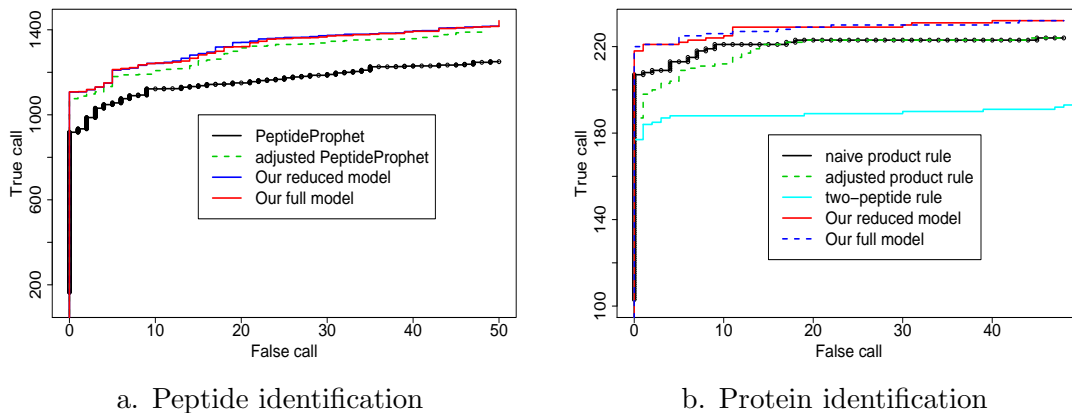 True call
200
600
1000
1400
0
10
20
30
40
50
False call
PeptideProphet
adjusted PeptideProphet
Our reduced model
Our full model
a. Peptide identification
True call
100
140
180
220
0
10
20
30
40
False call
naive product rule
adjusted product rule
two−peptide rule
Our reduced model
Our full model
b. Protein identification